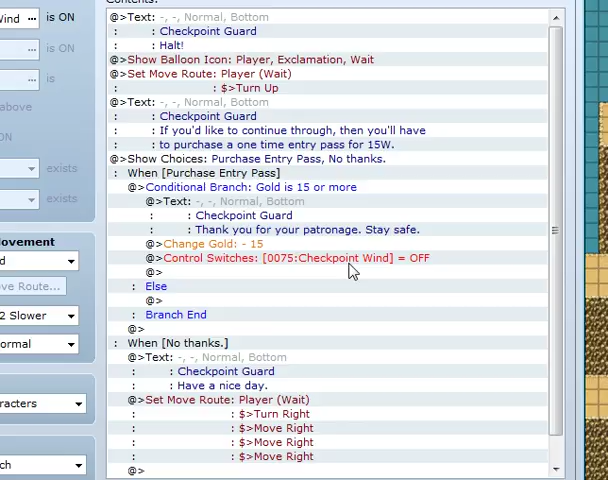 Contents:
Wind ... is ON
... is ON
... is
above
ON
exists
exists
Movement
d
ve Route...
2 Slower
ormal
racters
ch
@>Text: -, -, Normal, Bottom
: : Checkpoint Guard
: : Halt!
@>Show Balloon Icon: Player, Exclamation, Wait
@>Set Move Route: Player (Wait)
: : $>Turn Up
@>Text: -, -, Normal, Bottom
: : Checkpoint Guard
: : If you'd like to continue through, then you'll have
: : to purchase a one time entry pass for 15W.
@>Show Choices: Purchase Entry Pass, No thanks.
: When [Purchase Entry Pass]
@>Conditional Branch: Gold is 15 or more
@>Text: -, -, Normal, Bottom
: : Checkpoint Guard
: : Thank you for your patronage. Stay safe.
@>Change Gold: - 15
@>Control Switches: [0075:Checkpoint Wind] = OFF
@>
: Else
@>
: Branch End
@>
: When [No thanks.]
@>Text: -, -, Normal, Bottom
: : Checkpoint Guard
: : Have a nice day.
@>Set Move Route: Player (Wait)
: : $>Turn Right
: : $>Move Right
: : $>Move Right
: : $>Move Right
@>